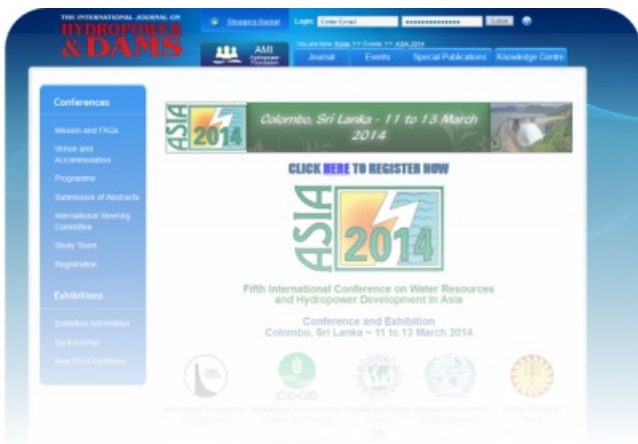 THE INTERNATIONAL JOURNAL ON
HYDROPOWER
& DAMS
Shopping Basket
Login:
Enter Email
Submit
AMI
Hydropower
Foundation
You are here: Home >> Events >> ASIA 2014
Journal
Events
Special Publications
Knowledge Centre
Conferences
Mission and FAQs
Venue and
Accommodation
Programme
Submission of Abstracts
International Steering
Committee
Study Tours
Registration
Exhibitions
Exhibition Information
Sponsorship
Asia 2014 Exhibitors
ASIA
2014
Colombo, Sri Lanka - 11 to 13 March
2014
CLICK HERE TO REGISTER NOW
ASIA
2014
Fifth International Conference on Water Resources
and Hydropower Development in Asia
Conference and Exhibition
Colombo, Sri Lanka ~ 11 to 13 March 2014
ICID·CIID